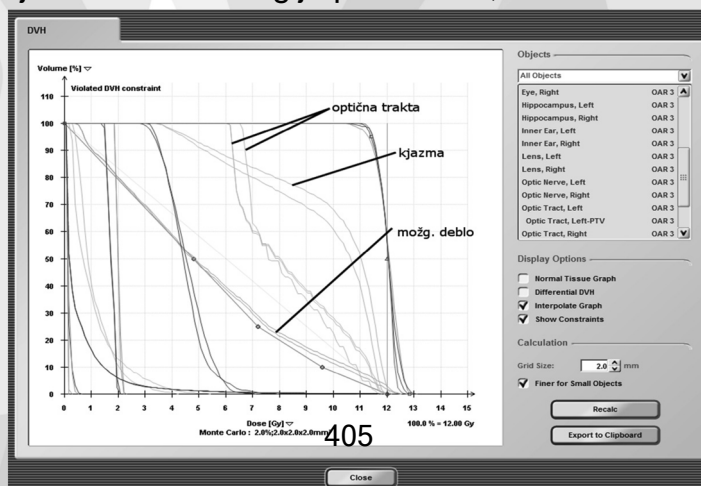 DVH
Volume [%]
Violated DVH constraint
110
100
90
80
70
60
50
40
30
20
10
0
0 1 2 3 4 5 6 7 8 9 10 11 12 13 14 15
optična trakta
kjazma
možg. deblo
Dose [Gy]
100.0 % = 12.00 Gy
Monte Carlo : 2.0%;2.0x2.0x2.0mm
405
Objects
All Objects
Eye, Right OAR 3
Hippocampus, Left OAR 3
Hippocampus, Right OAR 3
Inner Ear, Left OAR 3
Inner Ear, Right OAR 3
Lens, Left OAR 3
Lens, Right OAR 3
Optic Nerve, Left OAR 3
Optic Nerve, Right OAR 3
Optic Tract, Left OAR 3
Optic Tract, Left-PTV OAR 3
Optic Tract, Right OAR 3
Display Options
Normal Tissue Graph
Differential DVH
Interpolate Graph
Show Constraints
Calculation
Grid Size: 2.0 mm
Finer for Small Objects
Recalc
Export to Clipboard
Close